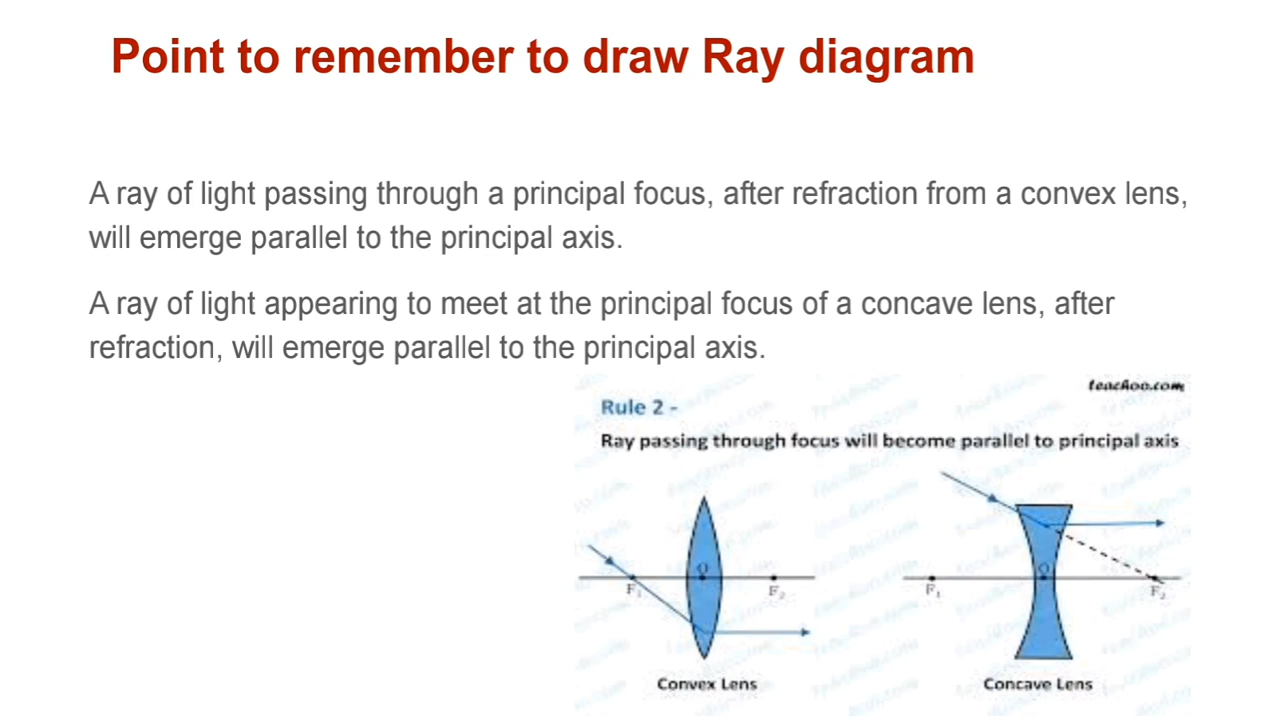 Point to remember to draw Ray diagram
A ray of light passing through a principal focus, after refraction from a convex lens,
will emerge parallel to the principal axis.
A ray of light appearing to meet at the principal focus of a concave lens, after
refraction, will emerge parallel to the principal axis.
teachoo.com
Rule 2 -
Ray passing through focus will become parallel to principal axis
O
F₁
F₂
Convex Lens
O
F₁
F₂
Concave Lens